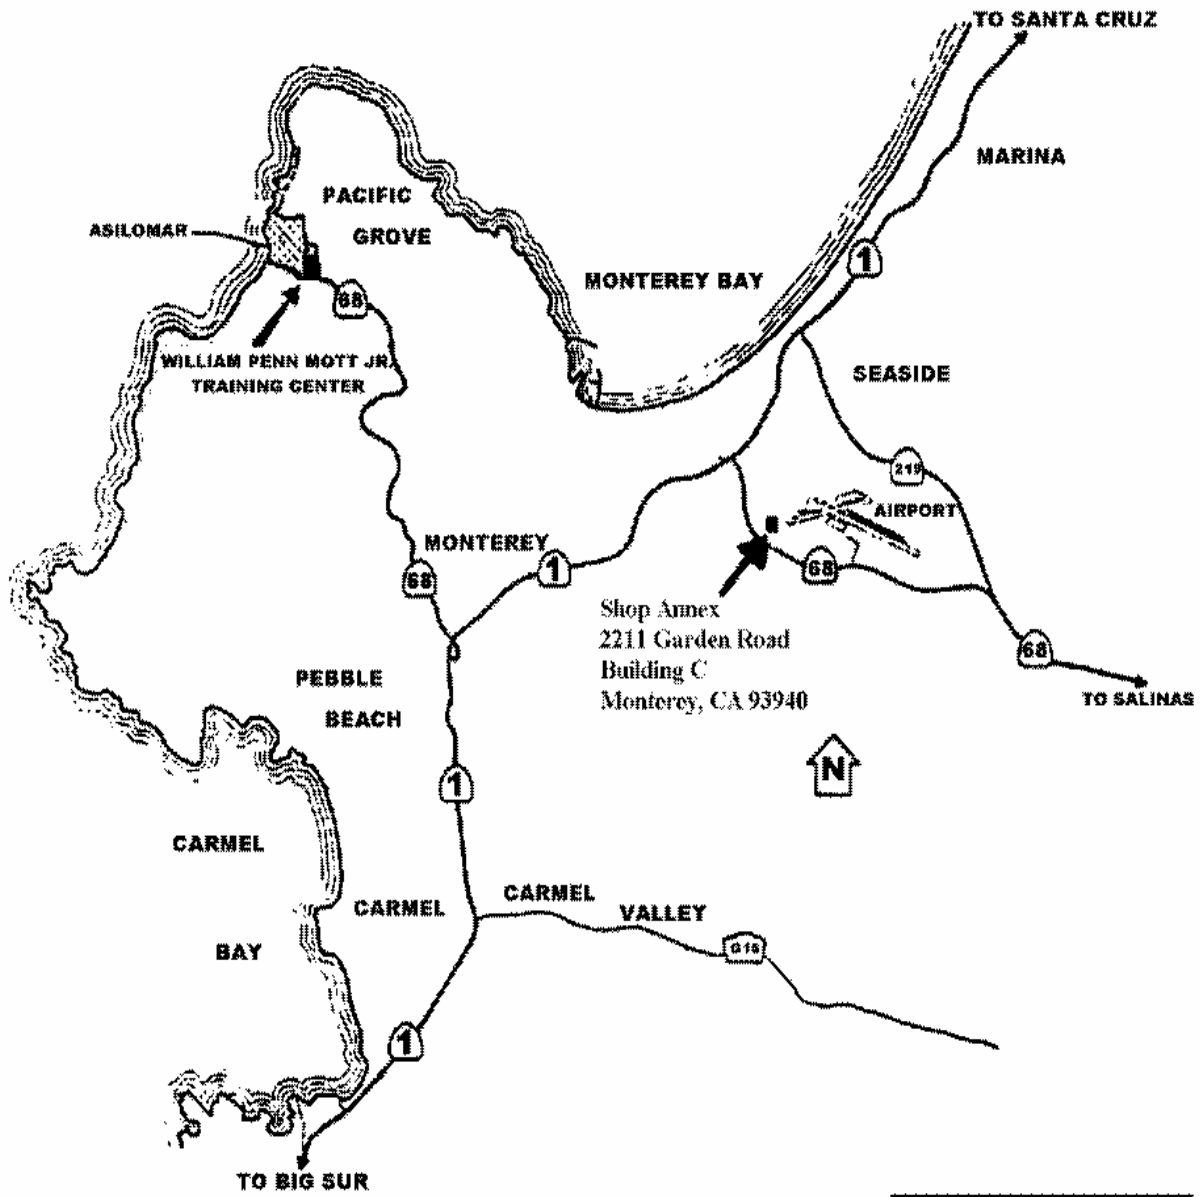 TO SANTA CRUZ
MARINA
PACIFIC
GROVE
ASILOMAR
MONTEREY BAY
1
68
WILLIAM PENN MOTT JR.
TRAINING CENTER
SEASIDE
219
AIRPORT
MONTEREY
1
68
68
Shop Annex
2211 Garden Road
Building C
Monterey, CA 93940
68
TO SALINAS
PEBBLE
BEACH
N
1
CARMEL
BAY
CARMEL
CARMEL
VALLEY
G16
1
TO BIG SUR